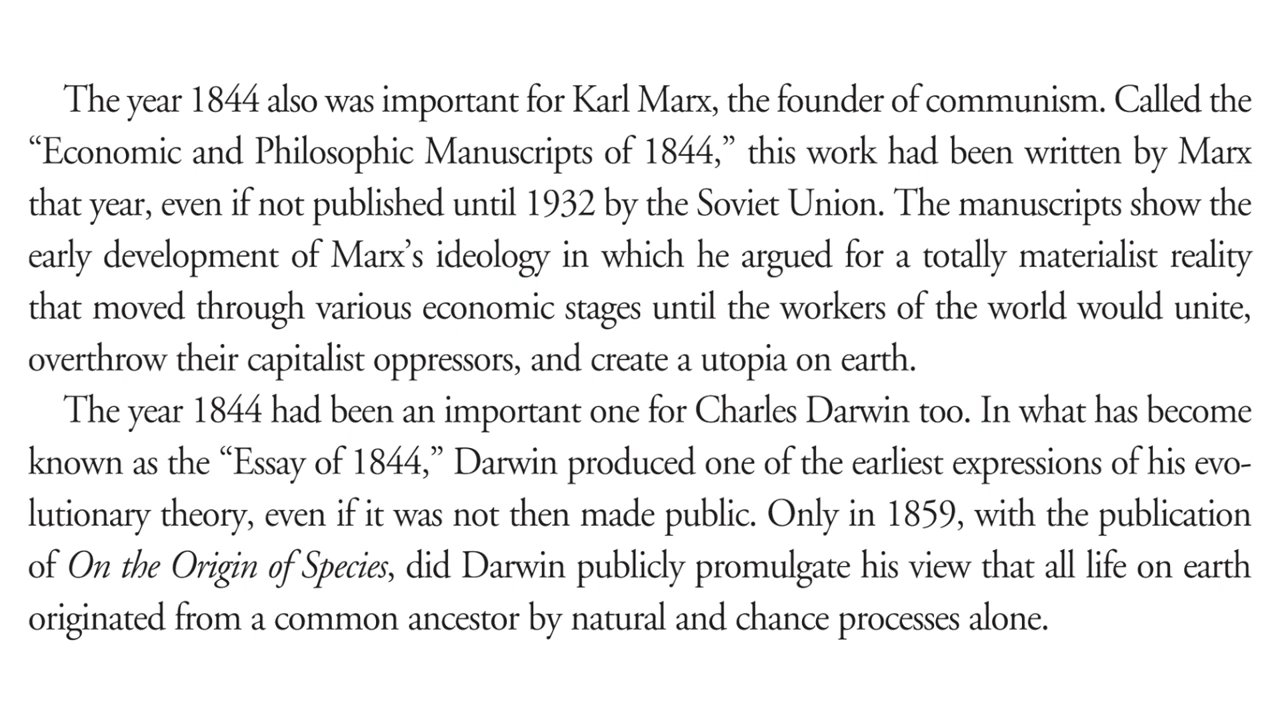 The year 1844 also was important for Karl Marx, the founder of communism. Called the
“Economic and Philosophic Manuscripts of 1844,” this work had been written by Marx
that year, even if not published until 1932 by the Soviet Union. The manuscripts show the
early development of Marx’s ideology in which he argued for a totally materialist reality
that moved through various economic stages until the workers of the world would unite,
overthrow their capitalist oppressors, and create a utopia on earth.
The year 1844 had been an important one for Charles Darwin too. In what has become
known as the “Essay of 1844,” Darwin produced one of the earliest expressions of his evo-
lutionary theory, even if it was not then made public. Only in 1859, with the publication
of On the Origin of Species, did Darwin publicly promulgate his view that all life on earth
originated from a common ancestor by natural and chance processes alone.